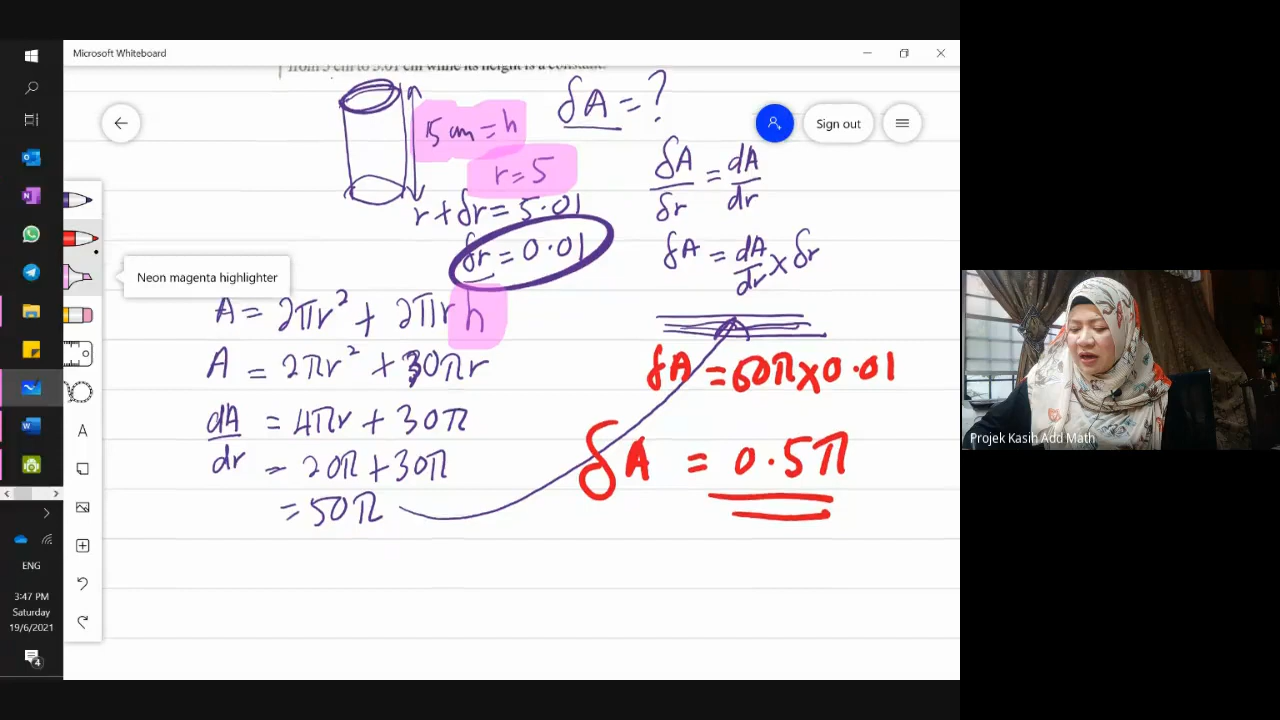 Microsoft Whiteboard
from 5 cm to 5.01 cm while its height is a constant.
Sign out
15 cm = h
r = 5
r + δr = 5.01
δr = 0.01
δA = ?
δA/δr = dA/dr
δA = dA/dr × δr
Neon magenta highlighter
A = 2πr² + 2πrh
A = 2πr² + 30πr
dA/dr = 4πr + 30π
= 20π + 30π
= 50π
δA = 50π × 0.01
δA = 0.5π
Projek Kasih Add Math
ENG
3:47 PM
Saturday
19/6/2021
4